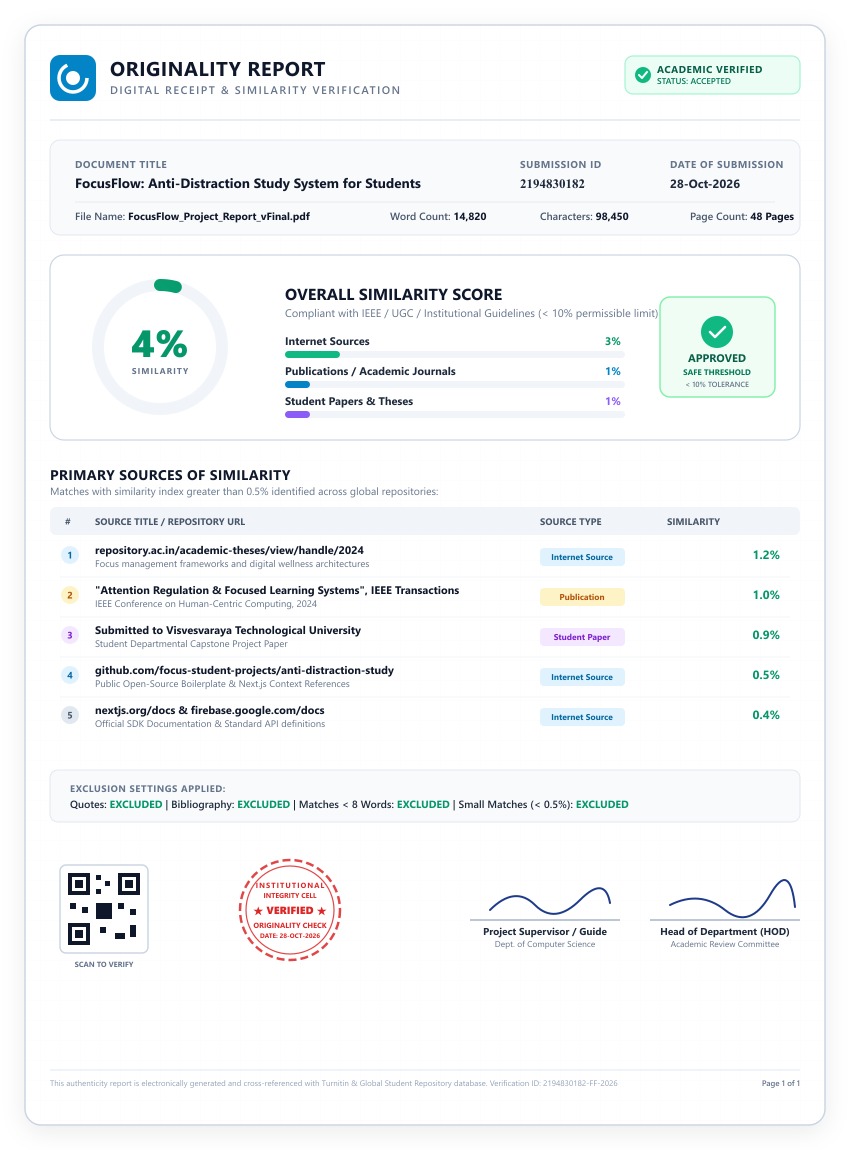 ORIGINALITY REPORT
DIGITAL RECEIPT & SIMILARITY VERIFICATION
ACADEMIC VERIFIED
STATUS: ACCEPTED
DOCUMENT TITLE SUBMISSION ID DATE OF SUBMISSION
FocusFlow: Anti-Distraction Study System for Students 2194830182 28-Oct-2026
File Name: FocusFlow_Project_Report_vFinal.pdf Word Count: 14,820 Characters: 98,450 Page Count: 48 Pages
4%
SIMILARITY
OVERALL SIMILARITY SCORE
Compliant with IEEE / UGC / Institutional Guidelines (< 10% permissible limit)
Internet Sources 3%
Publications / Academic Journals 1%
Student Papers & Theses 1%
APPROVED
SAFE THRESHOLD
< 10% TOLERANCE
PRIMARY SOURCES OF SIMILARITY
Matches with similarity index greater than 0.5% identified across global repositories:
# SOURCE TITLE / REPOSITORY URL SOURCE TYPE SIMILARITY
1 repository.ac.in/academic-theses/view/handle/2024 Internet Source 1.2%
Focus management frameworks and digital wellness architectures
2 "Attention Regulation & Focused Learning Systems", IEEE Transactions Publication 1.0%
IEEE Conference on Human-Centric Computing, 2024
3 Submitted to Visvesvaraya Technological University Student Paper 0.9%
Student Departmental Capstone Project Paper
4 github.com/focus-student-projects/anti-distraction-study Internet Source 0.5%
Public Open-Source Boilerplate & Next.js Context References
5 nextjs.org/docs & firebase.google.com/docs Internet Source 0.4%
Official SDK Documentation & Standard API definitions
EXCLUSION SETTINGS APPLIED:
Quotes: EXCLUDED | Bibliography: EXCLUDED | Matches < 8 Words: EXCLUDED | Small Matches (< 0.5%): EXCLUDED
SCAN TO VERIFY
INSTITUTIONAL
INTEGRITY CELL
★ VERIFIED ★
ORIGINALITY CHECK
DATE: 28-OCT-2026
Project Supervisor / Guide
Dept. of Computer Science
Head of Department (HOD)
Academic Review Committee
This authenticity report is electronically generated and cross-referenced with Turnitin & Global Student Repository database. Verification ID: 2194830182-FF-2026 Page 1 of 1